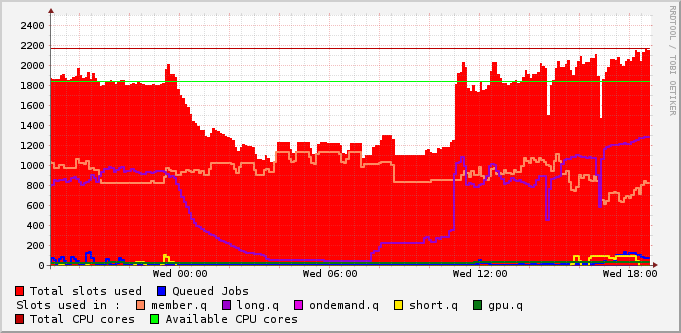 2400
2200
2000
1800
1600
1400
1200
1000
800
600
400
200
0
Wed 00:00 Wed 06:00 Wed 12:00 Wed 18:00
Total slots used Queued Jobs
Slots used in : member.q long.q ondemand.q short.q gpu.q
Total CPU cores Available CPU cores
RRDTOOL / TOBI OETIKER